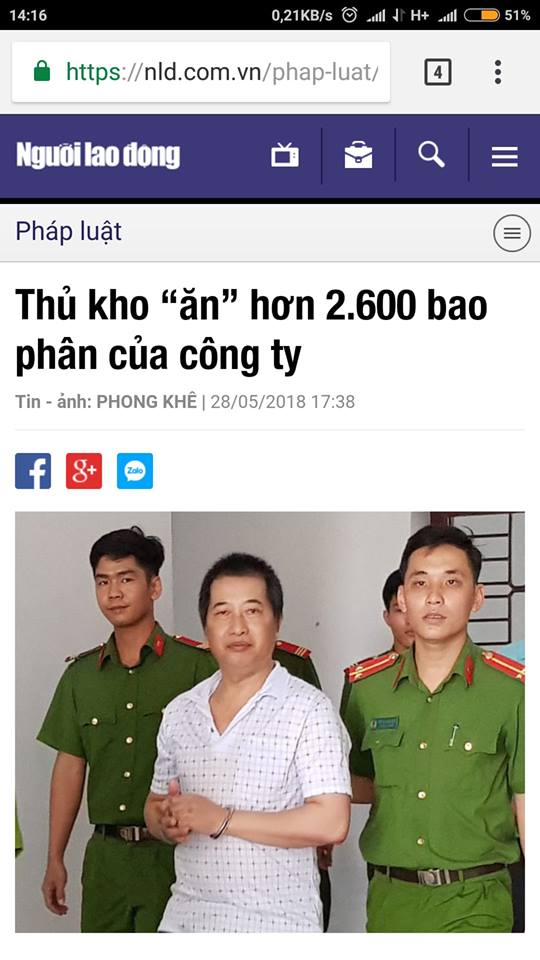 14:16 0,21KB/s H+ 51%
https://nld.com.vn/phap-luat/ 4
Người lao động
Pháp luật
Thủ kho “ăn” hơn 2.600 bao
phân của công ty
Tin - ảnh: PHONG KHÊ | 28/05/2018 17:38
f g+ Zalo